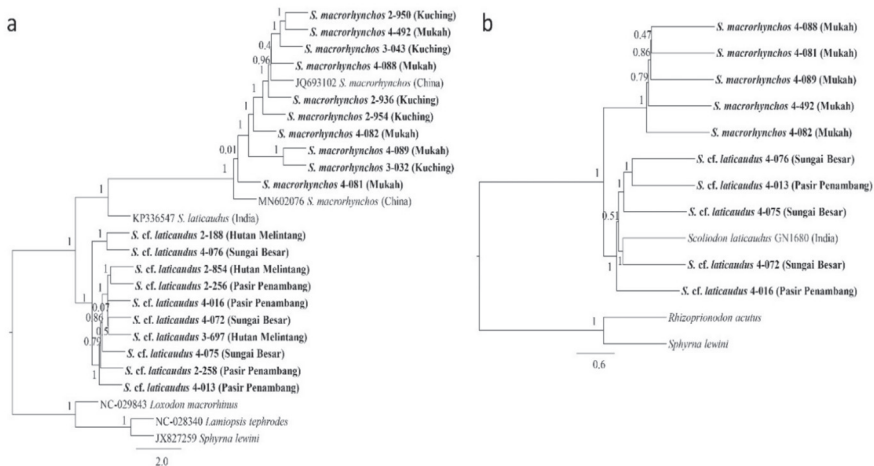 a
S. macrorhynchos 2-950 (Kuching)
1
S. macrorhynchos 4-492 (Mukah)
1
S. macrorhynchos 3-043 (Kuching)
0.4
0.96
S. macrorhynchos 4-088 (Mukah)
1
JQ693102 S. macrorhynchos (China)
1
S. macrorhynchos 2-936 (Kuching)
1
S. macrorhynchos 2-954 (Kuching)
1
S. macrorhynchos 4-082 (Mukah)
0.01
1
S. macrorhynchos 4-089 (Mukah)
1
S. macrorhynchos 3-032 (Kuching)
S. macrorhynchos 4-081 (Mukah)
1
MN602076 S. macrorhynchos (China)
KP336547 S. laticaudus (India)
1
S. cf. laticaudus 2-188 (Hutan Melintang)
1
S. cf. laticaudus 4-076 (Sungai Besar)
1
S. cf. laticaudus 2-854 (Hutan Melintang)
S. cf. laticaudus 2-256 (Pasir Penambang)
1
0.07
S. cf. laticaudus 4-016 (Pasir Penambang)
0.86
S. cf. laticaudus 4-072 (Sungai Besar)
0.5
S. cf. laticaudus 3-697 (Hutan Melintang)
0.79
S. cf. laticaudus 4-075 (Sungai Besar)
S. cf. laticaudus 2-258 (Pasir Penambang)
1
S. cf. laticaudus 4-013 (Pasir Penambang)
1
NC-029843 Loxodon macrorhinus
1
NC-028340 Lamiopsis tephrodes
JX827259 Sphyrna lewini
2.0
b
S. macrorhynchos 4-088 (Mukah)
0.47
0.86
S. macrorhynchos 4-081 (Mukah)
0.79
S. macrorhynchos 4-089 (Mukah)
1
S. macrorhynchos 4-492 (Mukah)
S. macrorhynchos 4-082 (Mukah)
1
S. cf. laticaudus 4-076 (Sungai Besar)
1
1
S. cf. laticaudus 4-013 (Pasir Penambang)
0.51
S. cf. laticaudus 4-075 (Sungai Besar)
Scoliodon laticaudus GN1680 (India)
1
1
S. cf. laticaudus 4-072 (Sungai Besar)
S. cf. laticaudus 4-016 (Pasir Penambang)
1
Rhizoprionodon acutus
Sphyrna lewini
0.6